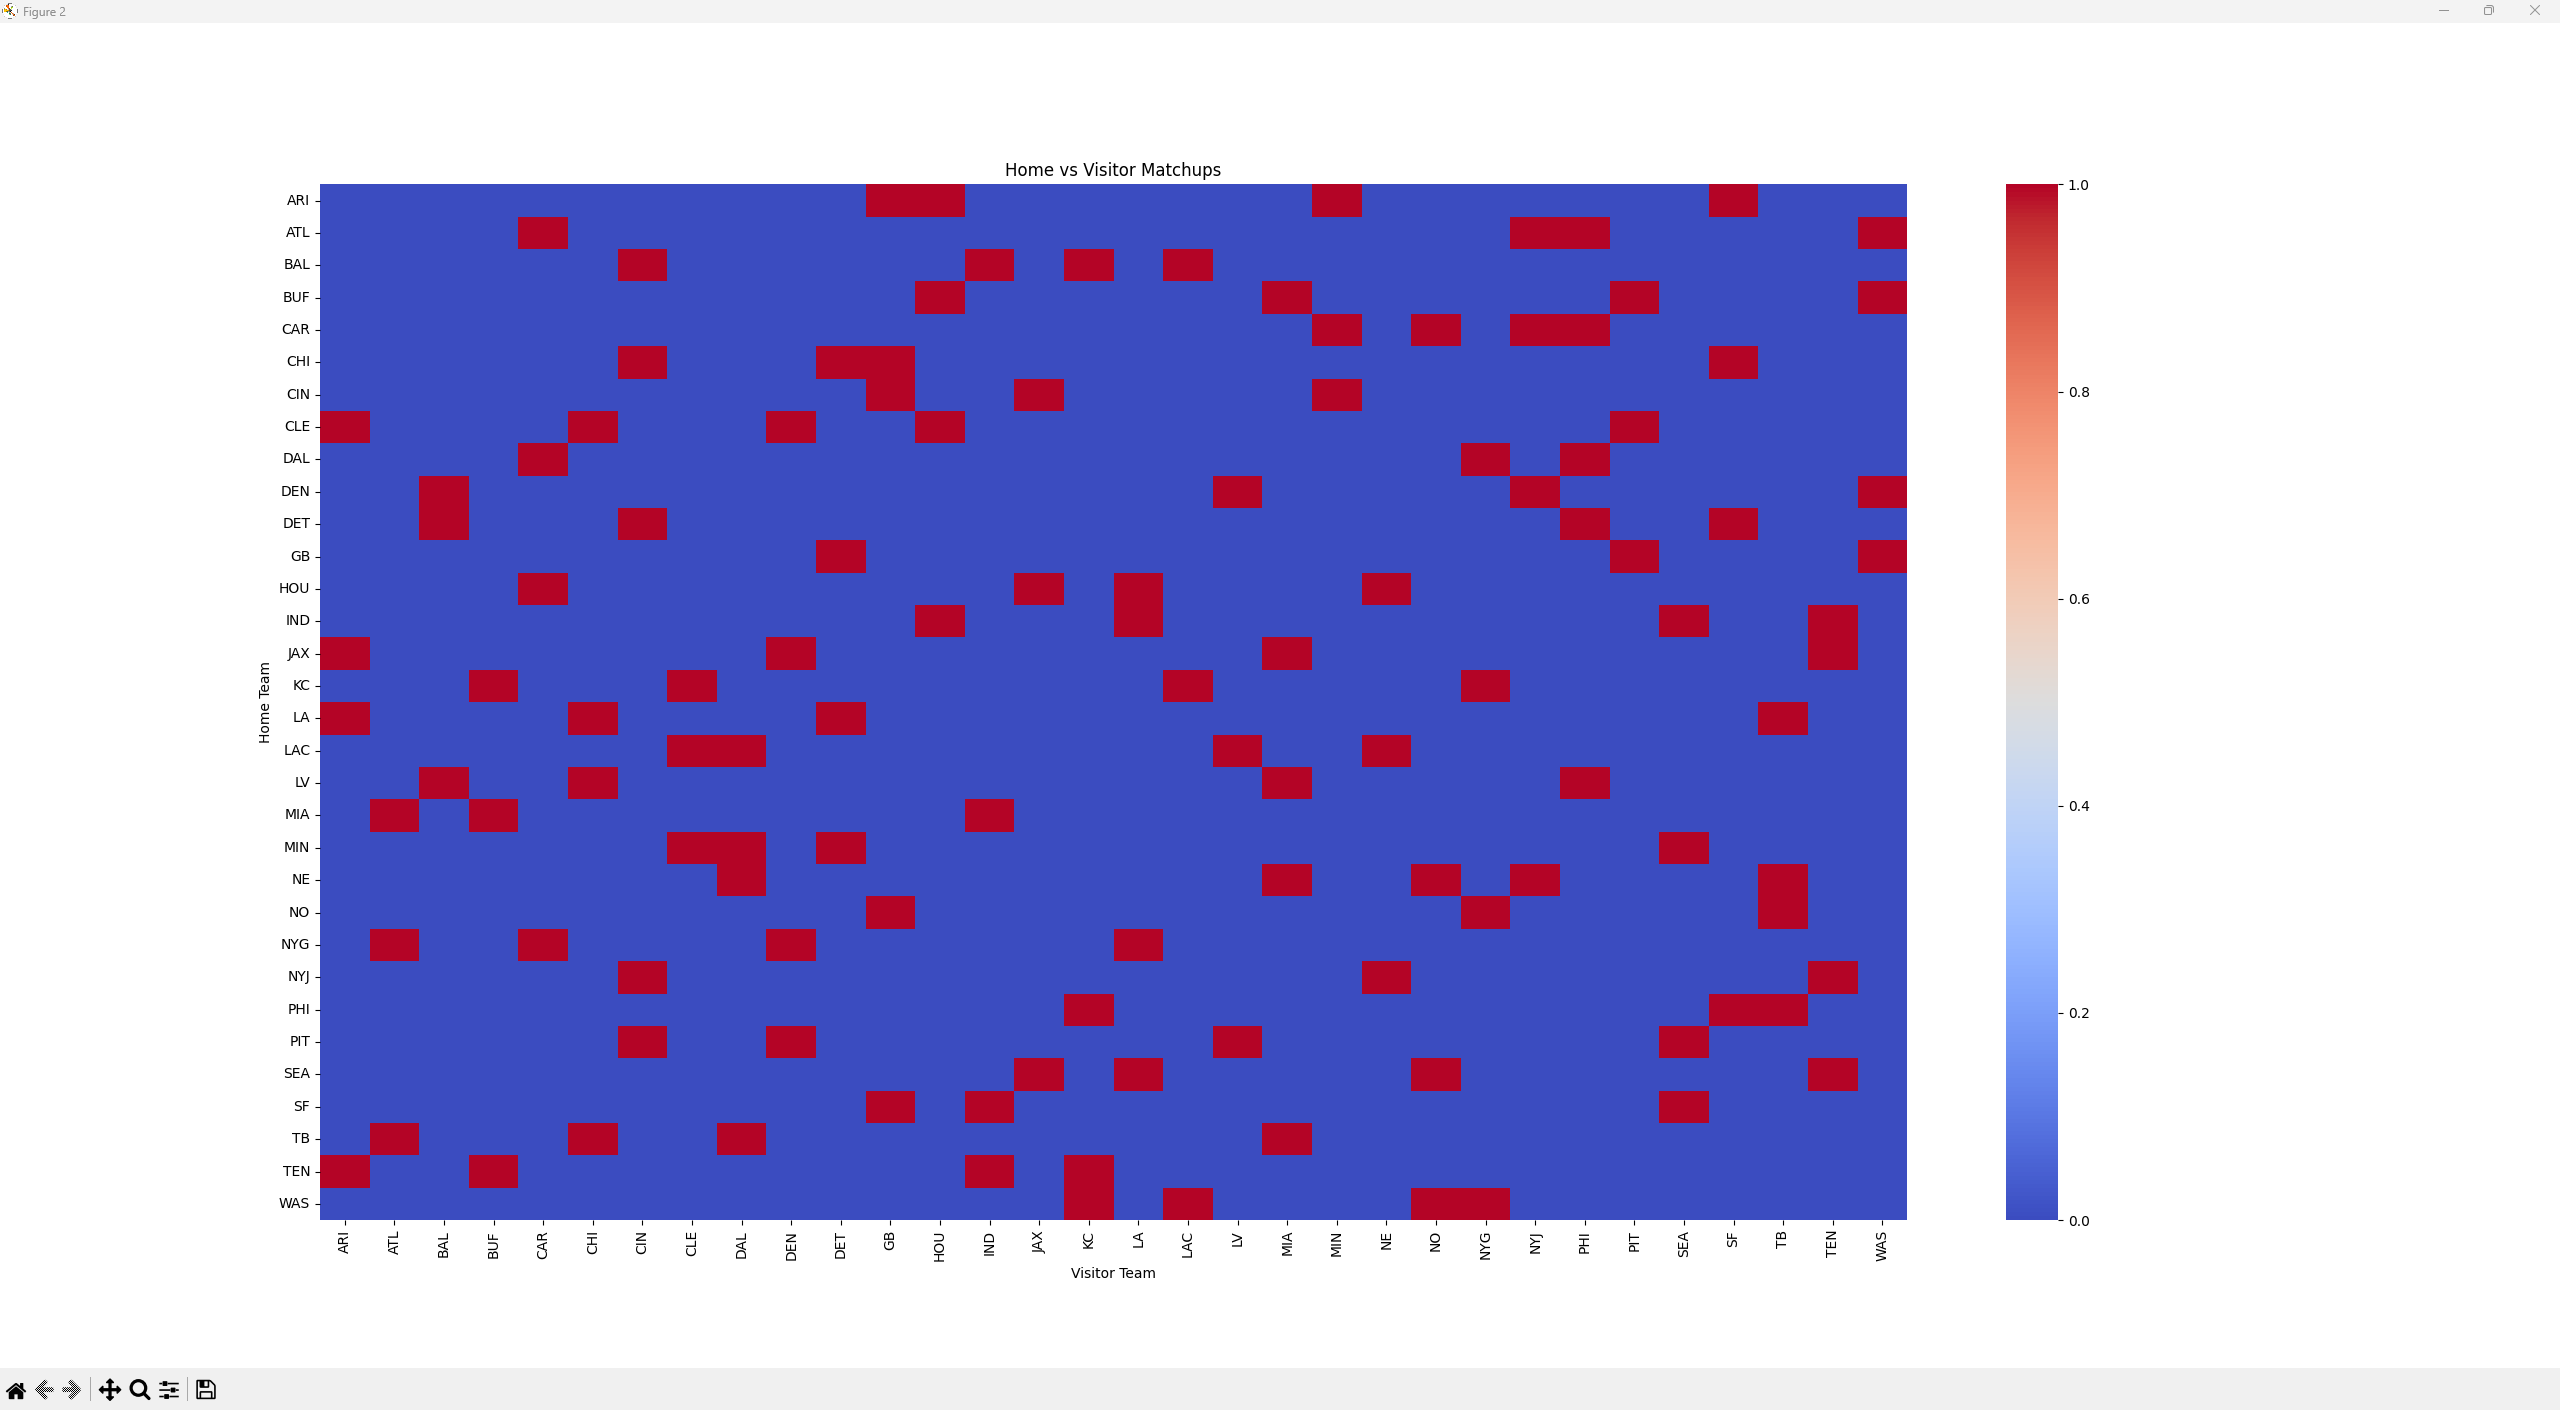 Figure 2
Home vs Visitor Matchups
ARI
ATL
BAL
BUF
CAR
CHI
CIN
CLE
DAL
DEN
DET
GB
HOU
IND
JAX
KC
LA
LAC
LV
MIA
MIN
NE
NO
NYG
NYJ
PHI
PIT
SEA
SF
TB
TEN
WAS
Home Team
ARI ATL BAL BUF CAR CHI CIN CLE DAL DEN DET GB HOU IND JAX KC LA LAC LV MIA MIN NE NO NYG NYJ PHI PIT SEA SF TB TEN WAS
Visitor Team
1.0
0.8
0.6
0.4
0.2
0.0